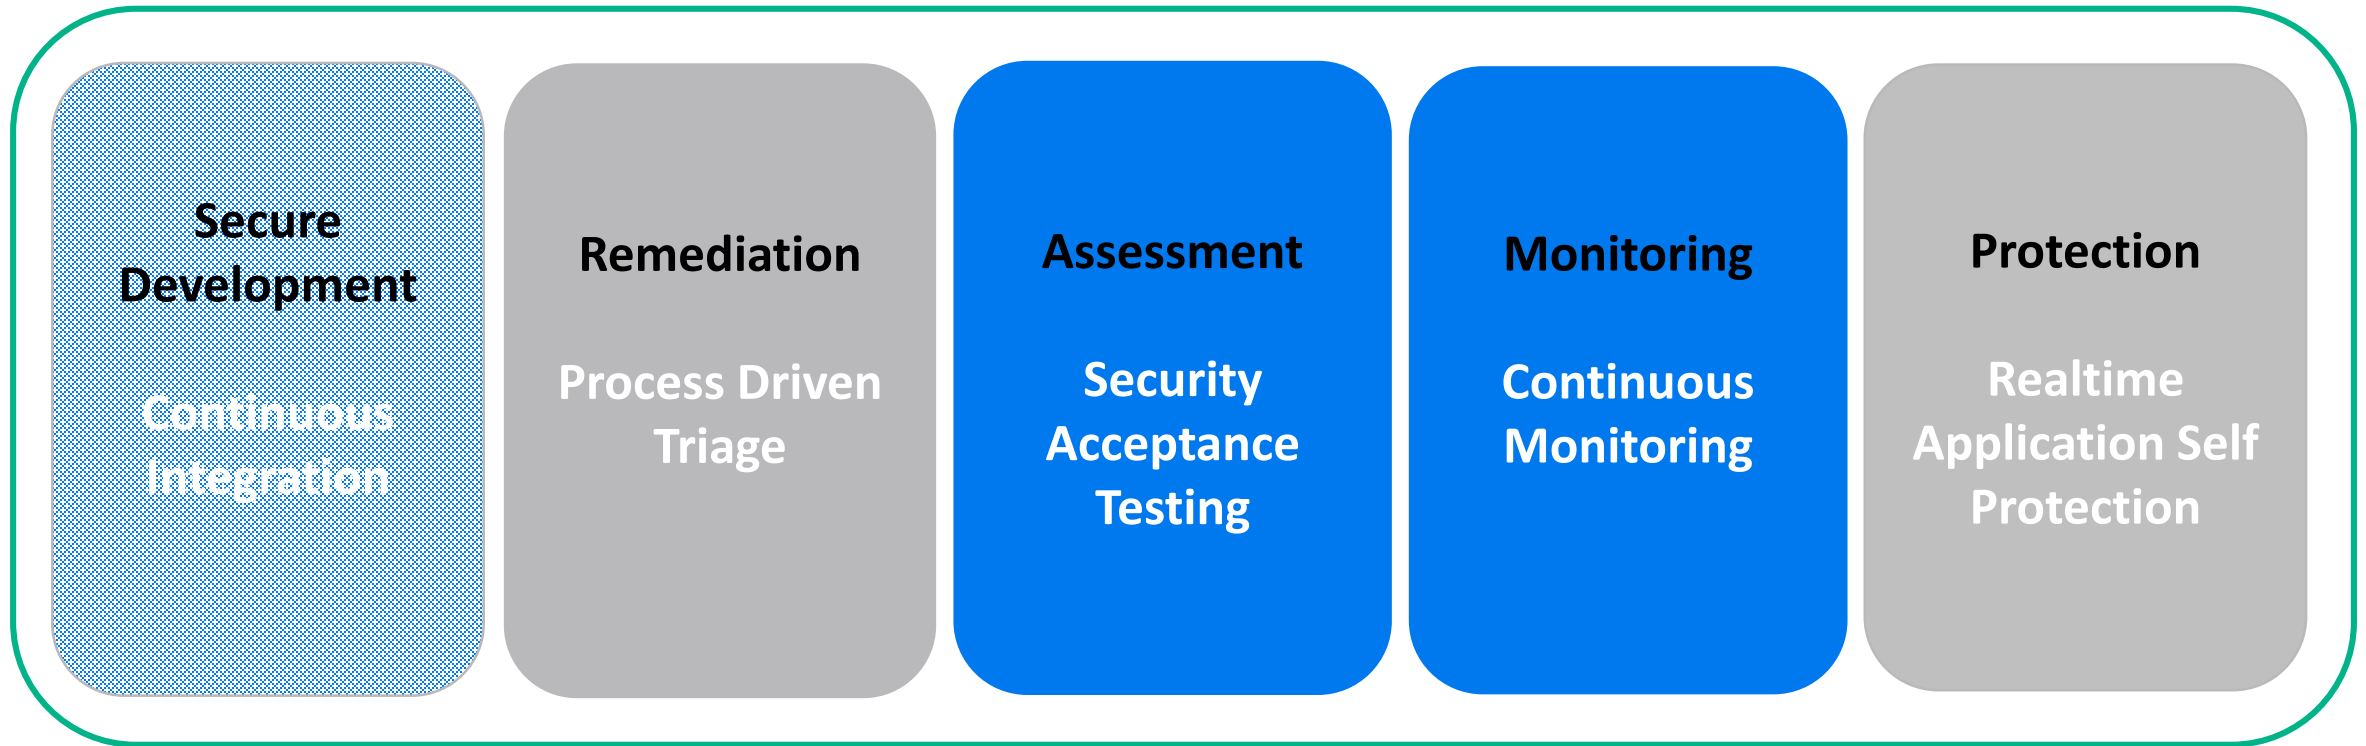 Secure
Development
Continuous
Integration
Remediation
Process Driven
Triage
Assessment
Security
Acceptance
Testing
Monitoring
Continuous
Monitoring
Protection
Realtime
Application Self
Protection